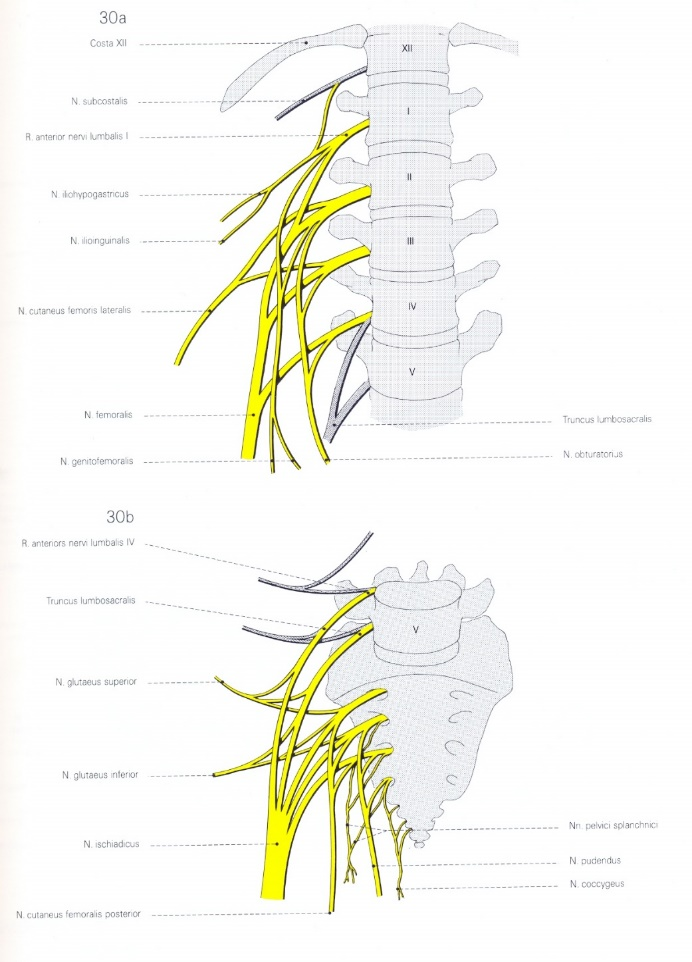 30a
Costa XII
XII
N. subcostalis
I
R. anterior nervi lumbalis I
II
N. iliohypogastricus
N. ilioinguinalis
III
N. cutaneus femoris lateralis
IV
V
N. femoralis
Truncus lumbosacralis
N. genitofemoralis
N. obturatorius
30b
R. anteriors nervi lumbalis IV
Truncus lumbosacralis
V
N. glutaeus superior
N. glutaeus inferior
Nn. pelvici splanchnici
N. ischiadicus
N. pudendus
N. coccygeus
N. cutaneus femoralis posterior